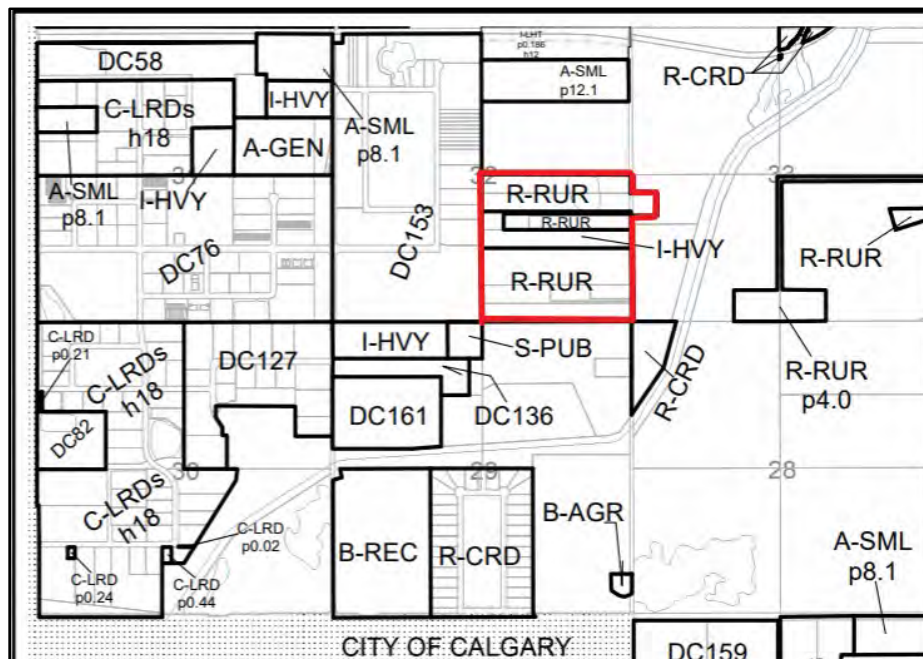 I-LHT
p0.186
h12
DC58
R-CRD
A-SML
p12.1
I-HVY
C-LRDs
h18
A-SML
p8.1
A-GEN
32
33
R-RUR
A-SML
p8.1
I-HVY
R-RUR
DC153
I-HVY
R-RUR
DC76
R-RUR
R-RUR
p4.0
C-LRD
p0.21
I-HVY
S-PUB
DC127
C-LRDs
h18
R-CRD
DC161
DC136
DC82
30
29
28
C-LRDs
h18
B-AGR
C-LRD
p0.02
A-SML
p8.1
B-REC
R-CRD
C-LRD
p0.24
C-LRD
p0.44
CITY OF CALGARY
DC159